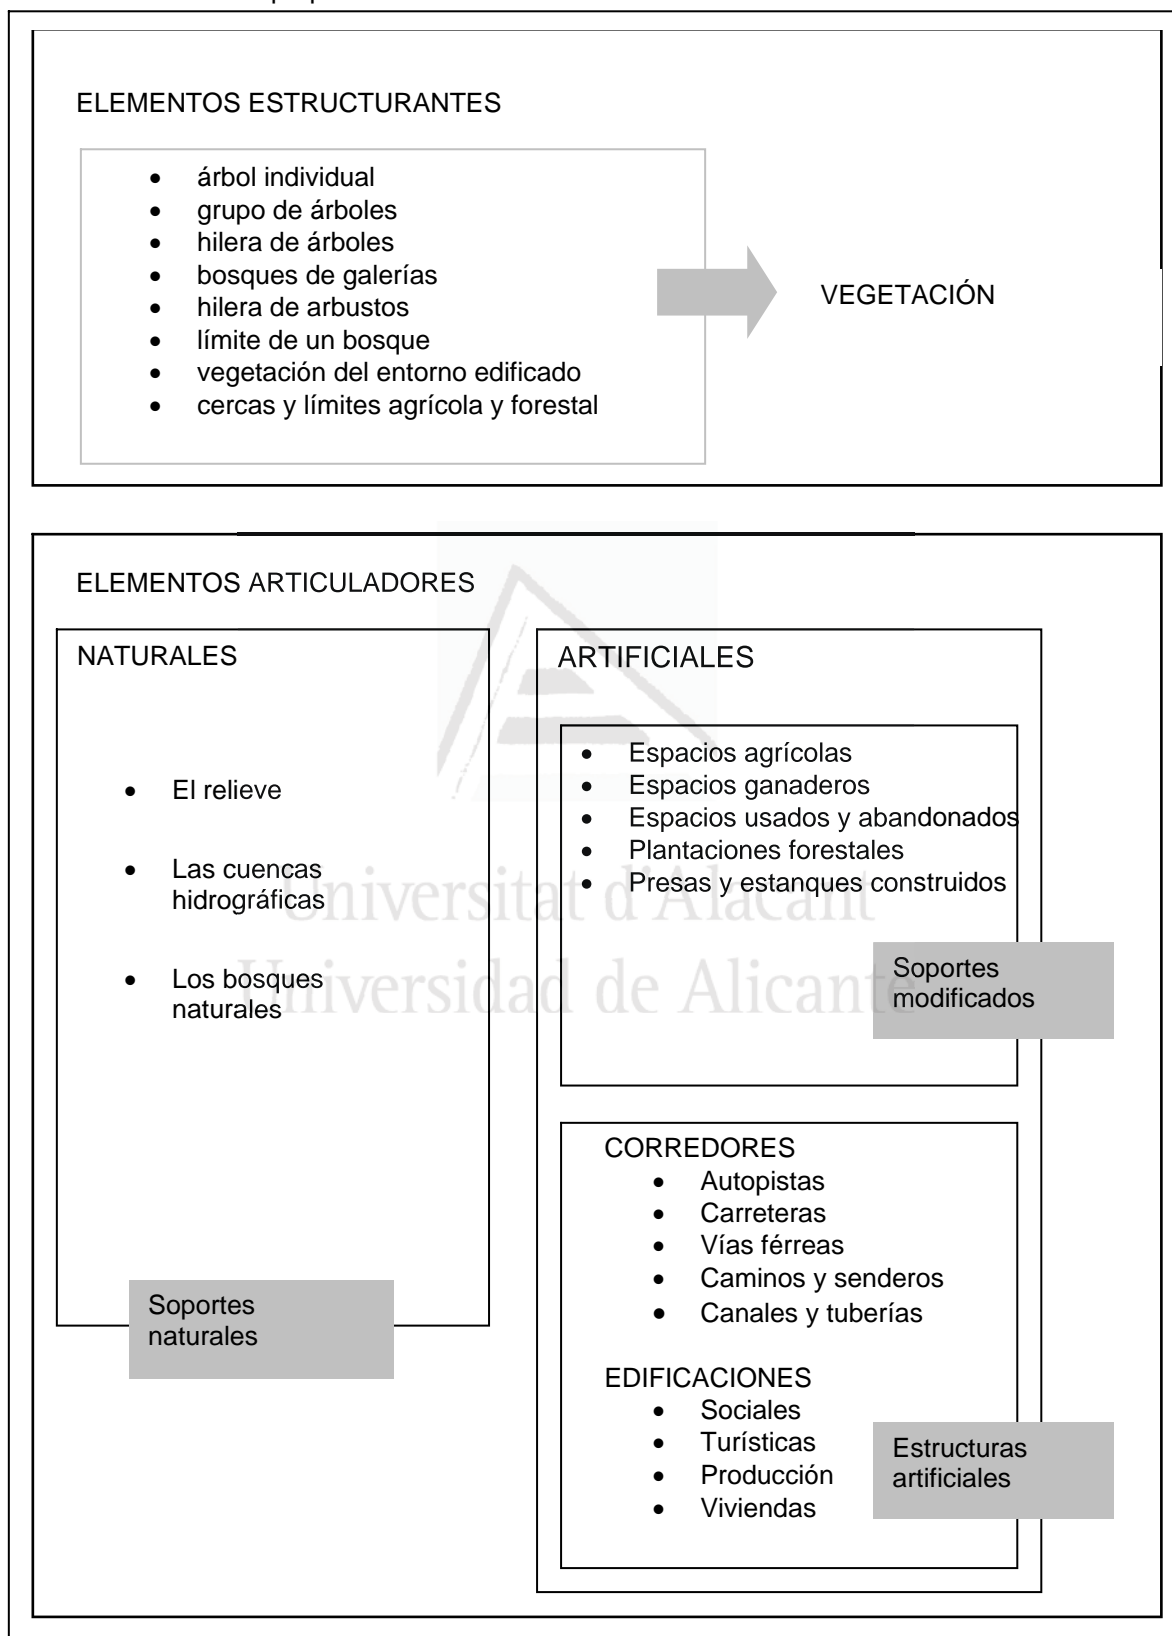 ELEMENTOS ESTRUCTURANTES
• árbol individual
• grupo de árboles
• hilera de árboles
• bosques de galerías
• hilera de arbustos
• límite de un bosque
• vegetación del entorno edificado
• cercas y límites agrícola y forestal
VEGETACIÓN
ELEMENTOS ARTICULADORES
NATURALES
• El relieve
• Las cuencas
hidrográficas
• Los bosques
naturales
Soportes
naturales
ARTIFICIALES
• Espacios agrícolas
• Espacios ganaderos
• Espacios usados y abandonados
• Plantaciones forestales
• Presas y estanques construidos
Soportes
modificados
CORREDORES
• Autopistas
• Carreteras
• Vías férreas
• Caminos y senderos
• Canales y tuberías
EDIFICACIONES
• Sociales
• Turísticas
• Producción
• Viviendas
Estructuras
artificiales
Universitat d'Alacant
Universidad de Alicante